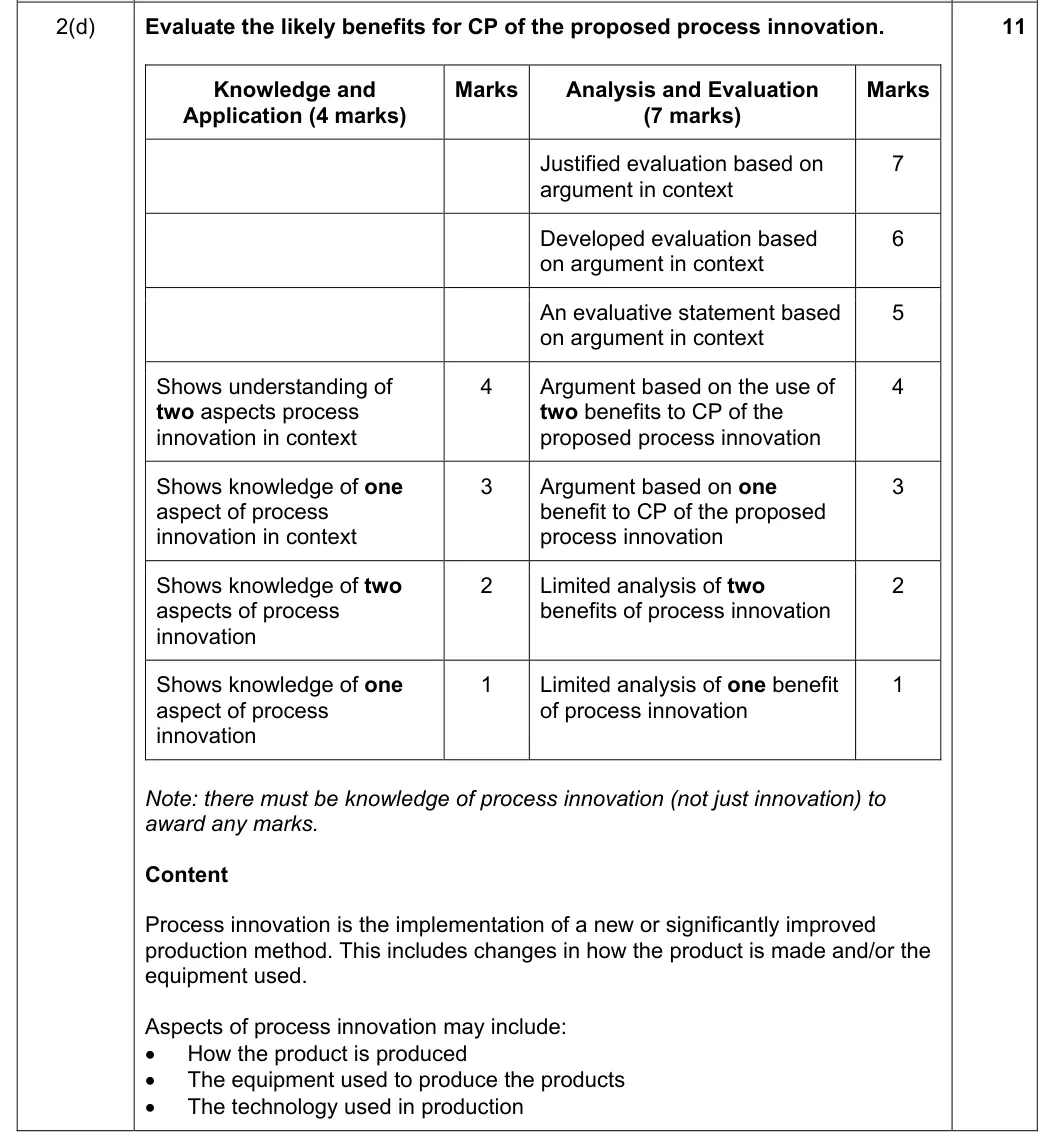 2(d) Evaluate the likely benefits for CP of the proposed process innovation. 11
Knowledge and Application (4 marks) Marks Analysis and Evaluation (7 marks) Marks
Justified evaluation based on
argument in context
7
Developed evaluation based
on argument in context
6
An evaluative statement based
on argument in context
5
Shows understanding of
two aspects process
innovation in context
4
Argument based on the use of
two benefits to CP of the
proposed process innovation
4
Shows knowledge of one
aspect of process
innovation in context
3
Argument based on one
benefit to CP of the proposed
process innovation
3
Shows knowledge of two
aspects of process
innovation
2
Limited analysis of two
benefits of process innovation
2
Shows knowledge of one
aspect of process
innovation
1
Limited analysis of one benefit
of process innovation
1
Note: there must be knowledge of process innovation (not just innovation) to
award any marks.
Content
Process innovation is the implementation of a new or significantly improved
production method. This includes changes in how the product is made and/or the
equipment used.
Aspects of process innovation may include:
• How the product is produced
• The equipment used to produce the products
• The technology used in production